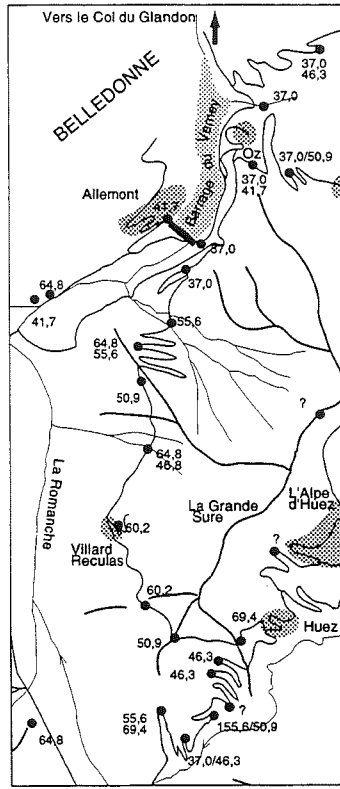 Vers le Col du Glandon
37,0
46,3
BELLEDONNE
37,0
Barrage du Verney
Oz
37,0/50,9
37,0
41,7
Allemont
41,7
37,0
64,8
37,0
41,7
55,6
64,8
55,6
50,9
?
64,8
46,8
La Romanche
La Grande
Sure
L'Alpe
d'Huez
60,2
Villard
Reculas
?
60,2
69,4
Huez
50,9
46,3
46,3
?
55,6
69,4
155,6/50,9
64,8
37,0/46,3